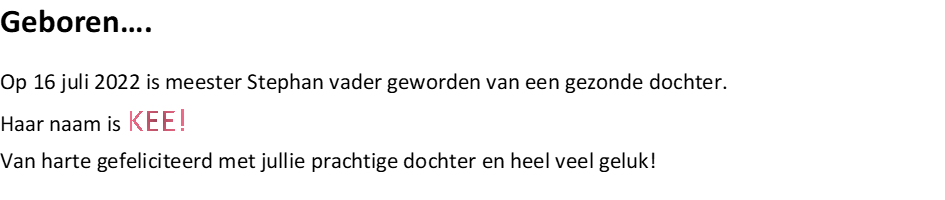 Geboren….
Op 16 juli 2022 is meester Stephan vader geworden van een gezonde dochter.
Haar naam is KEE!
Van harte gefeliciteerd met jullie prachtige dochter en heel veel geluk!